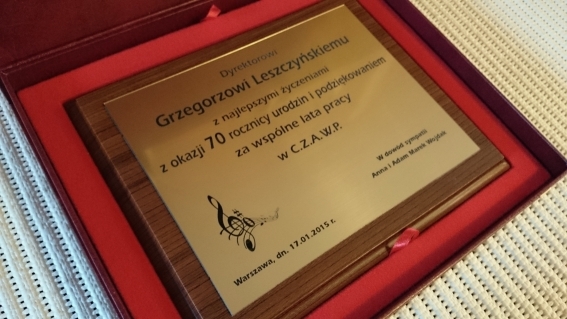 Dyrektorowi
Grzegorzowi Leszczyńskiemu
z najlepszymi życzeniami
z okazji 70 rocznicy urodzin i podziękowaniem
za wspólne lata pracy
w C.Z.A.W.P.
W dowód sympatii
Anna i Adam Marek Wojdak
Warszawa, dn. 17.01.2015 r.